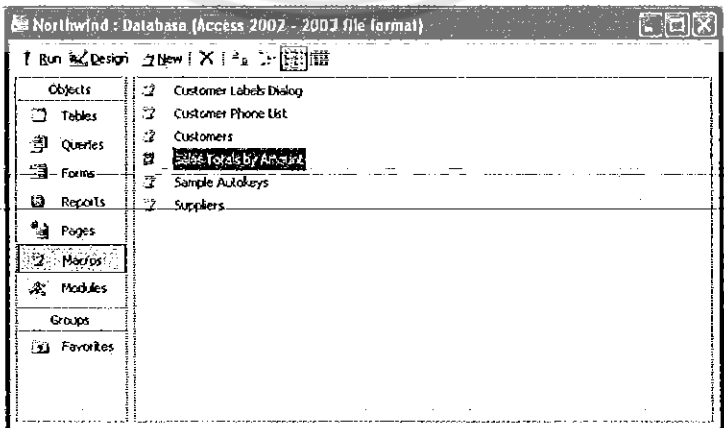 Northwind : Database (Access 2002 - 2003 file format)
Run Design New
Objects
Tables
Queries
Forms
Reports
Pages
Macros
Modules
Groups
Favorites
Customer Labels Dialog
Customer Phone List
Customers
Sales Totals by Amount
Sample Autokeys
Suppliers